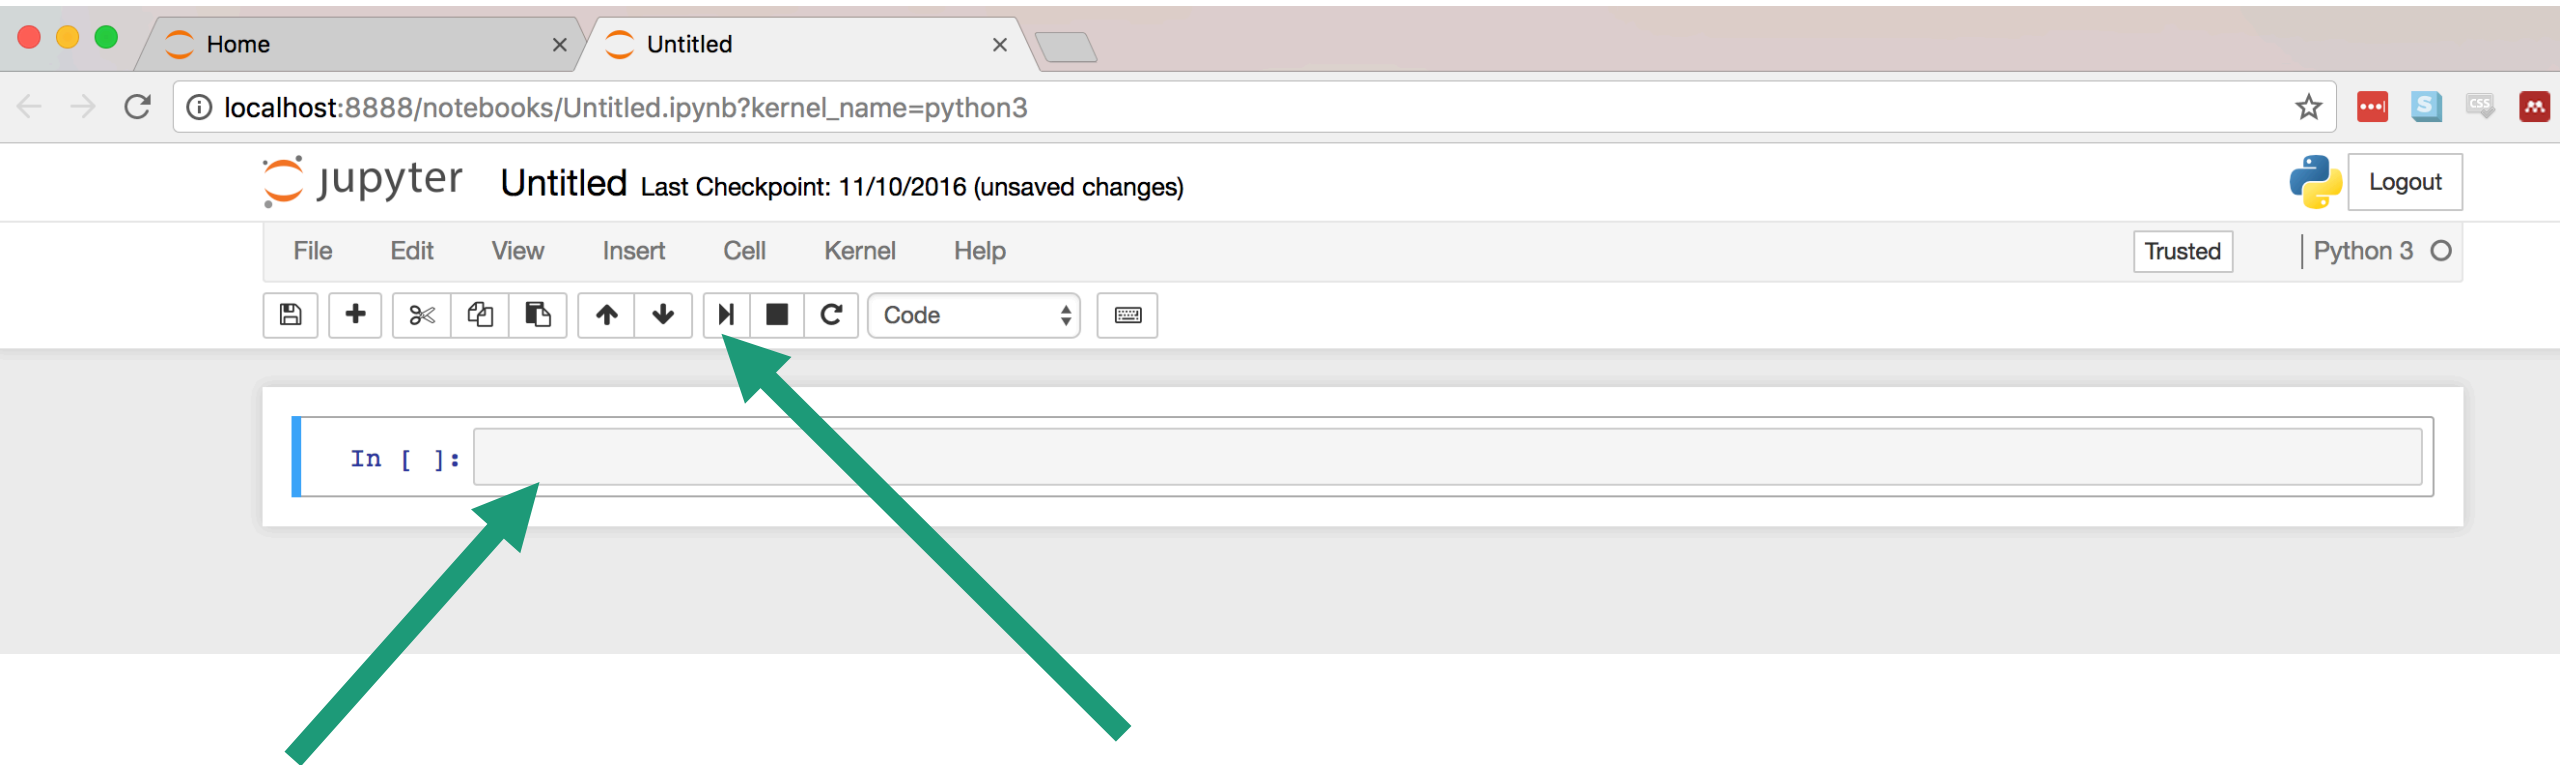 Home Untitled
localhost:8888/notebooks/Untitled.ipynb?kernel_name=python3 S CSS
jupyter Untitled Last Checkpoint: 11/10/2016 (unsaved changes) Logout
File Edit View Insert Cell Kernel Help Trusted Python 3
Code
In [ ]: